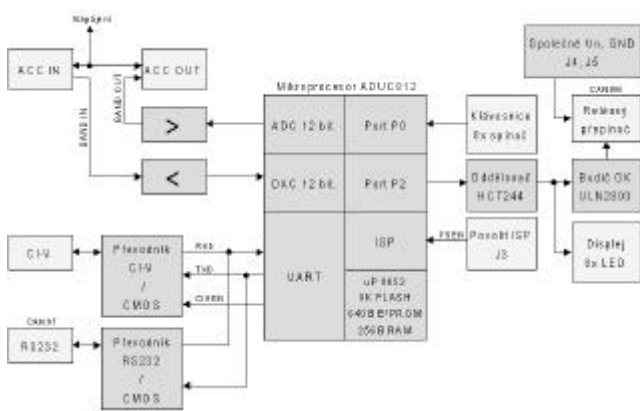 Napájení
ACC IN
ACC OUT
BAND IN
BAND OUT
>
<
Mikroprocesor ADUC812
ADC 12 bit.
Port P0
DAC 12 bit.
Port P2
UART
ISP
uP 8052
8K FLASH
640B E²PROM
256B RAM
Klávesnice
8x spínač
Oddělovač
HCT244
PSEN
Povolit ISP
J3
Společné Un, GND
J4, J5
CANON
Reléový
přepínač
Budič OK
ULN2803
Displej
8x LED
CI-V
Převodník
CI-V
/
CMOS
RXD
TXD
CANON
RS232
Převodník
RS232
/
CMOS